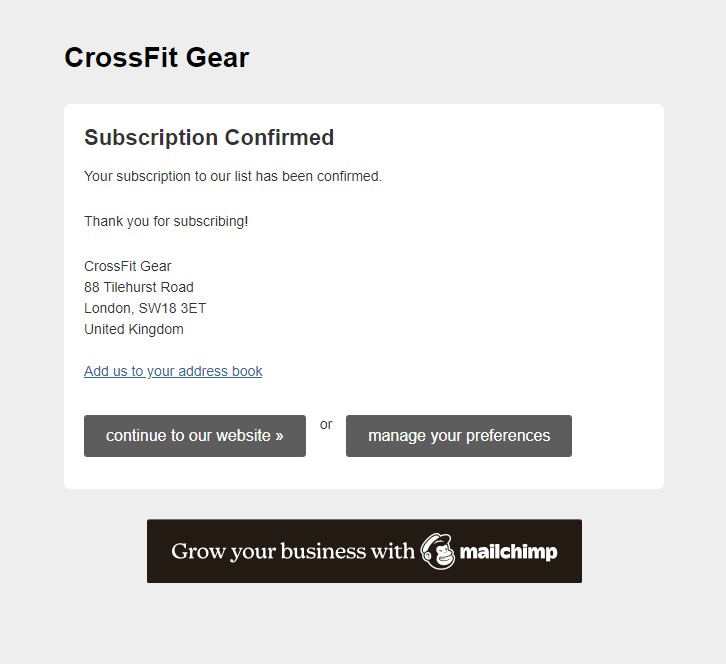 CrossFit Gear
Subscription Confirmed
Your subscription to our list has been confirmed.
Thank you for subscribing!
CrossFit Gear
88 Tilehurst Road
London, SW18 3ET
United Kingdom
Add us to your address book
continue to our website »
or
manage your preferences
Grow your business with mailchimp